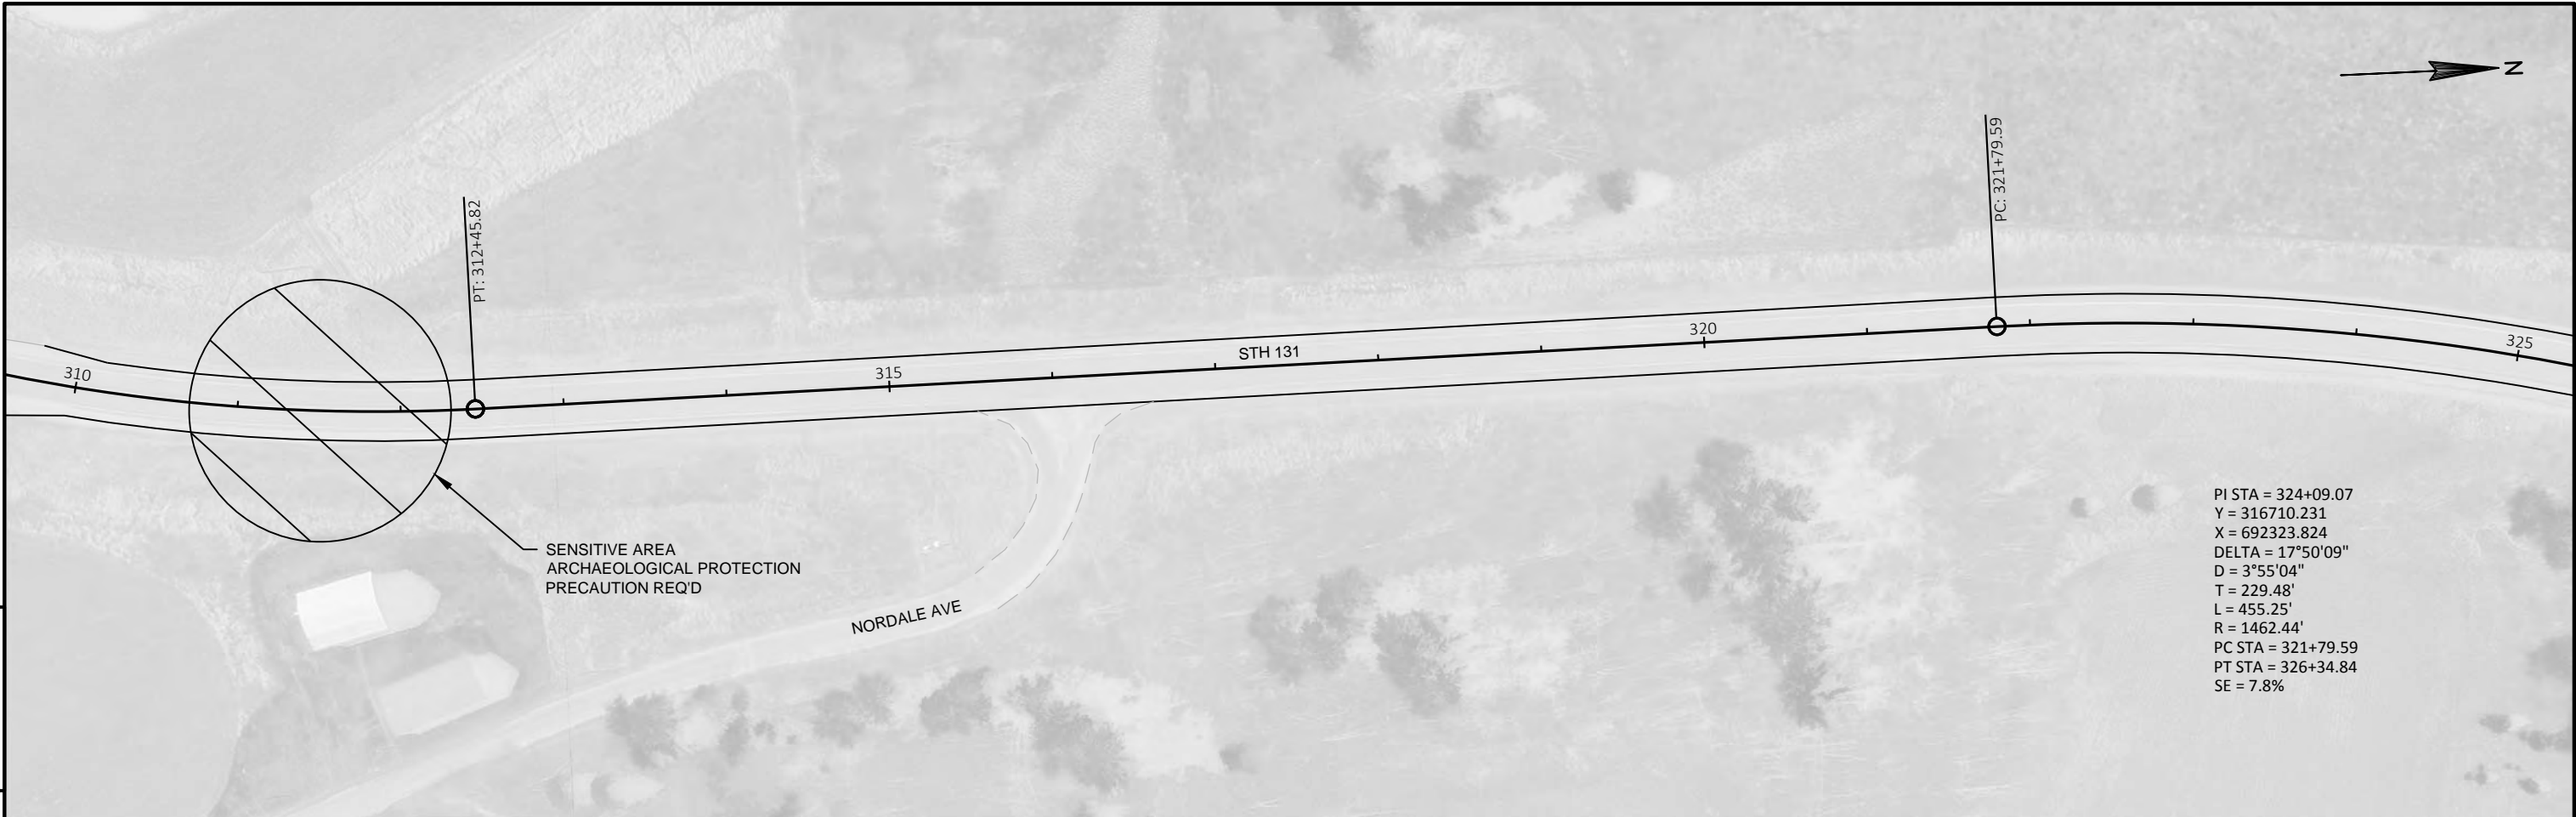 N
PT: 312+45.82
PC: 321+79.59
310
315
STH 131
320
325
SENSITIVE AREA
ARCHAEOLOGICAL PROTECTION
PRECAUTION REQ'D
NORDALE AVE
PI STA = 324+09.07
Y = 316710.231
X = 692323.824
DELTA = 17°50'09"
D = 3°55'04"
T = 229.48'
L = 455.25'
R = 1462.44'
PC STA = 321+79.59
PT STA = 326+34.84
SE = 7.8%